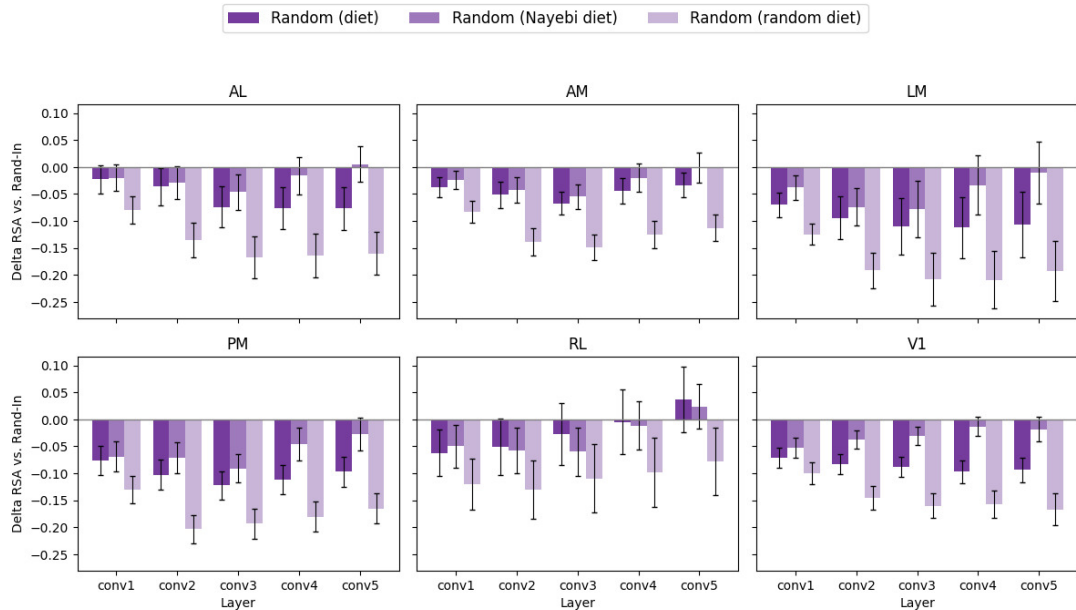 Random (diet) Random (Nayebi diet) Random (random diet)
AL AM LM
0.10
0.05
0.00
−0.05
−0.10
−0.15
−0.20
−0.25
Delta RSA vs. Rand-In
PM RL V1
0.10
0.05
0.00
−0.05
−0.10
−0.15
−0.20
−0.25
Delta RSA vs. Rand-In
conv1 conv2 conv3 conv4 conv5 conv1 conv2 conv3 conv4 conv5 conv1 conv2 conv3 conv4 conv5
Layer Layer Layer